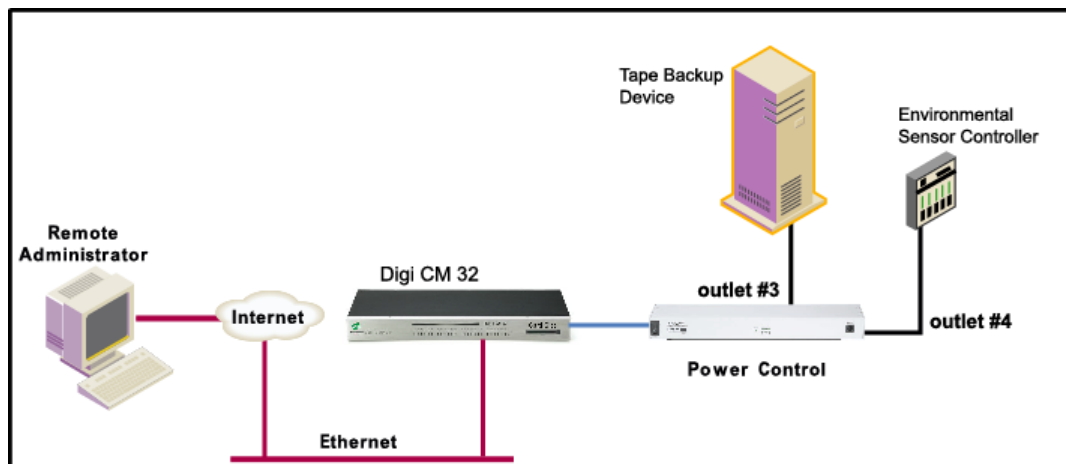 Tape Backup
Device
Environmental
Sensor Controller
Remote
Administrator
Digi CM 32
Internet
outlet #3
outlet #4
Power Control
Ethernet